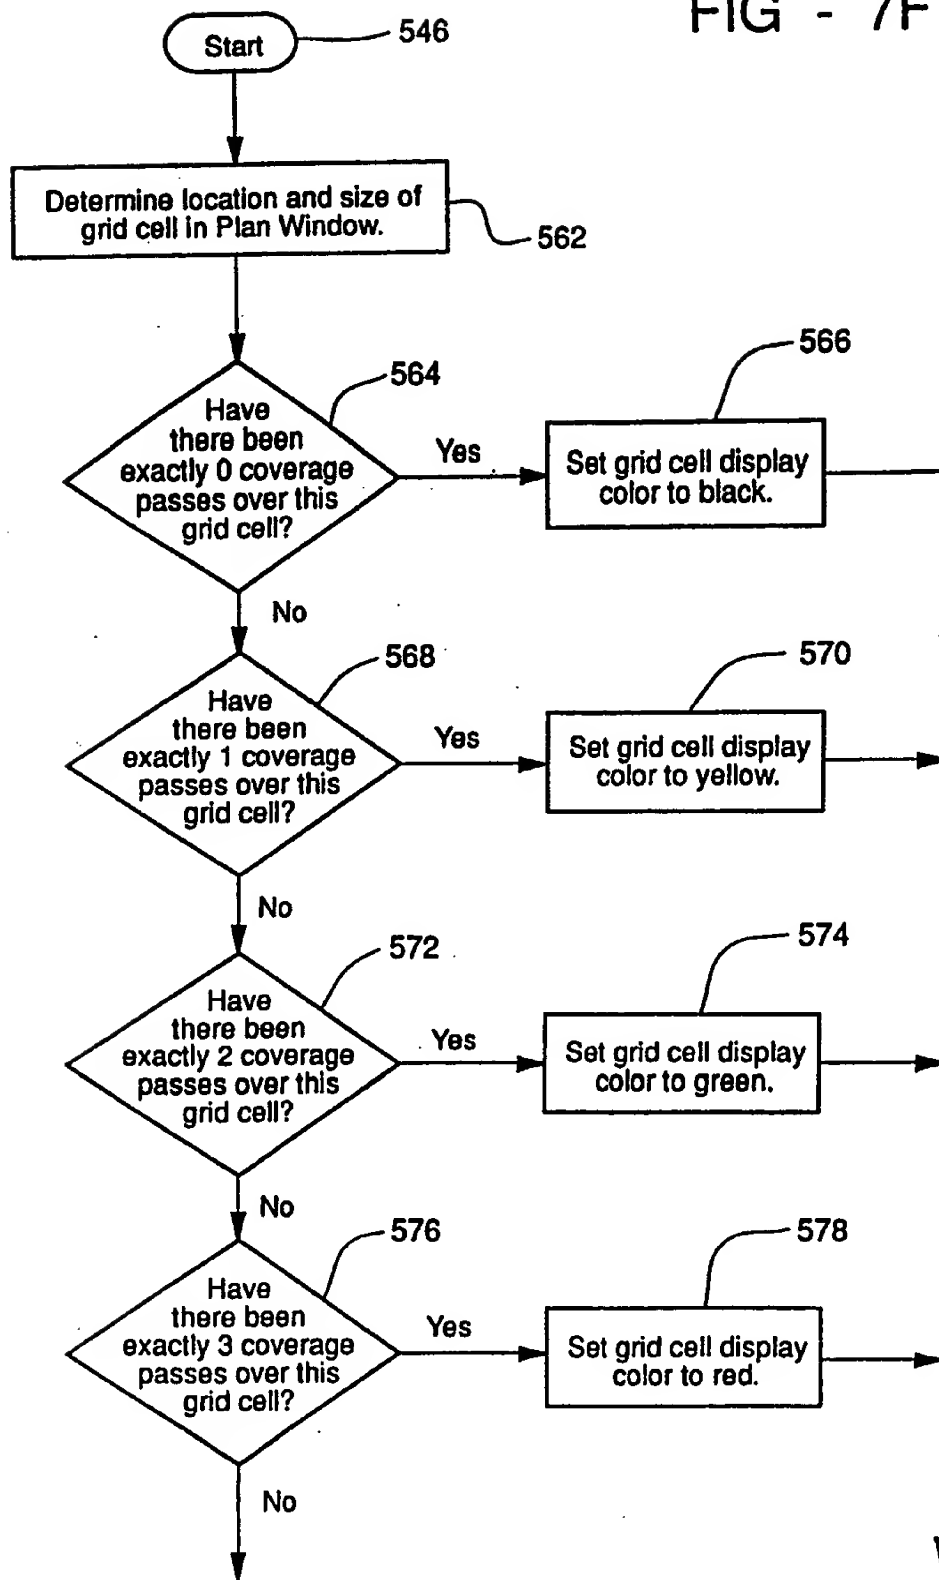 FIG - 7F
Start
546
Determine location and size of
grid cell in Plan Window.
562
564
Have
there been
exactly 0 coverage
passes over this
grid cell?
Yes
566
Set grid cell display
color to black.
No
568
Have
there been
exactly 1 coverage
passes over this
grid cell?
Yes
570
Set grid cell display
color to yellow.
No
572
Have
there been
exactly 2 coverage
passes over this
grid cell?
Yes
574
Set grid cell display
color to green.
No
576
Have
there been
exactly 3 coverage
passes over this
grid cell?
Yes
578
Set grid cell display
color to red.
No